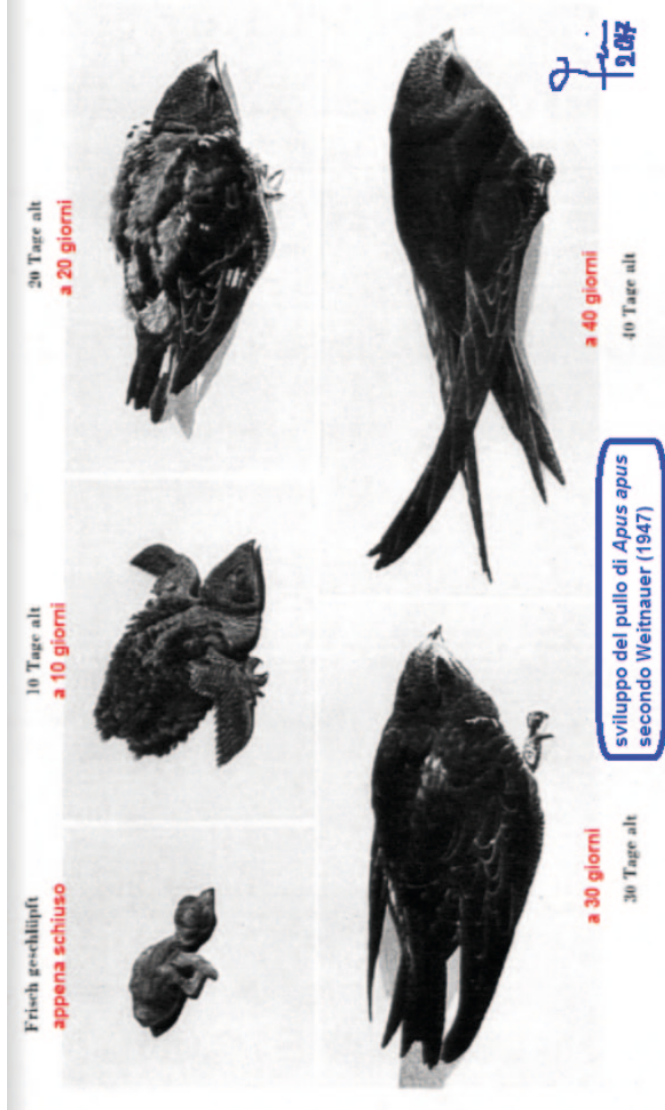 Frisch geschlüpft
appena schiuso
10 Tage alt
a 10 giorni
20 Tage alt
a 20 giorni
a 30 giorni
30 Tage alt
a 40 giorni
40 Tage alt
sviluppo del pullo di Apus apus
secondo Weitnauer (1947)
2017